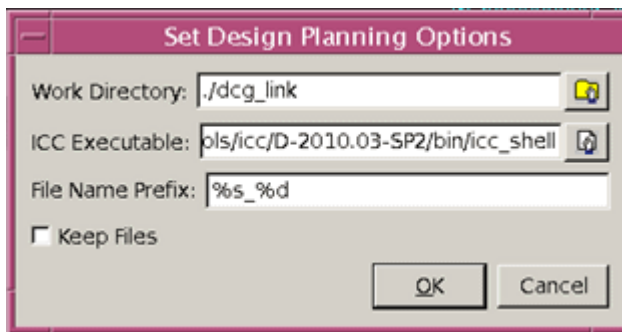 Set Design Planning Options
Work Directory: ./dcg_link
ICC Executable: ols/icc/D-2010.03-SP2/bin/icc_shell
File Name Prefix: %s_%d
Keep Files
OK Cancel